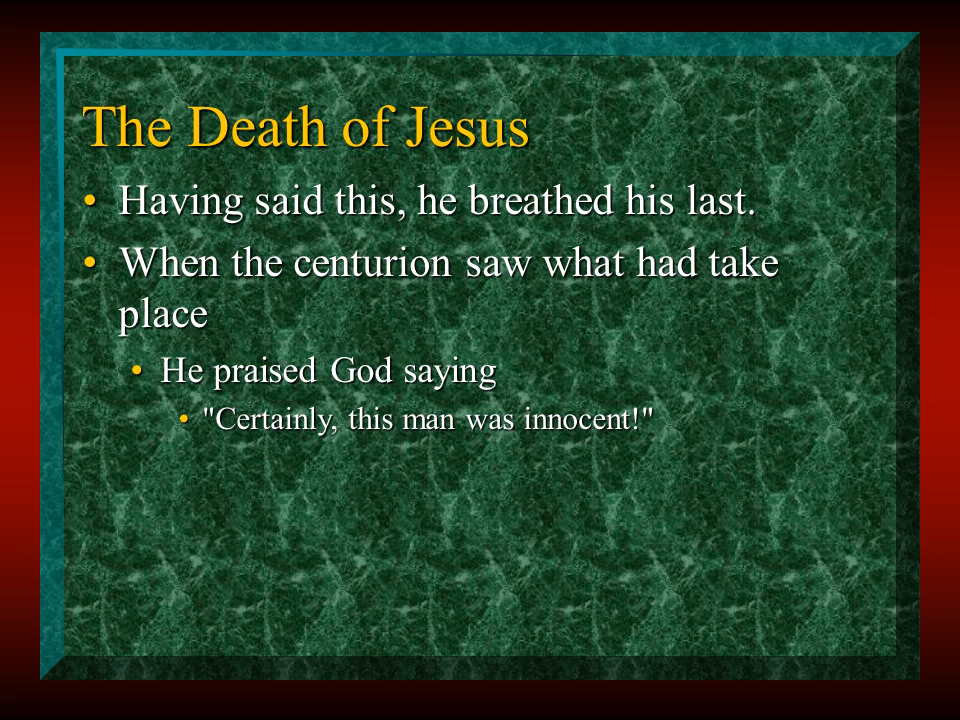 The Death of Jesus
• Having said this, he breathed his last.
• When the centurion saw what had take
place
• He praised God saying
• "Certainly, this man was innocent!"